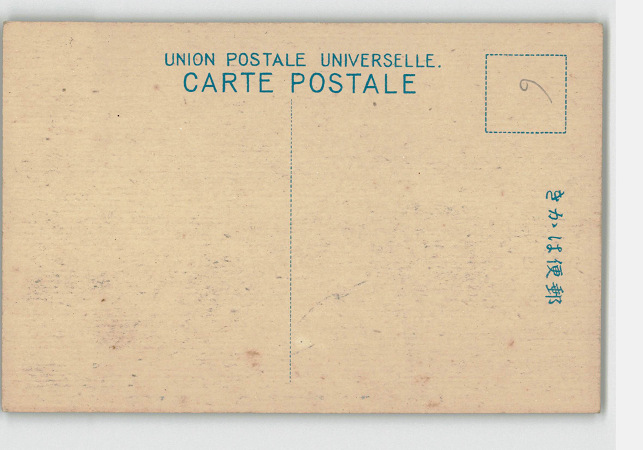 UNION POSTALE UNIVERSELLE.
CARTE POSTALE
6
きかは便郵